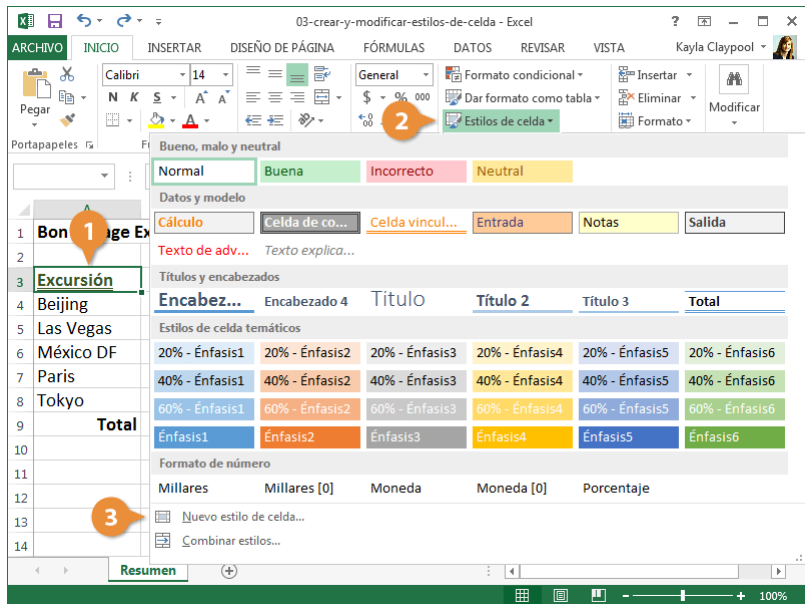 03-crear-y-modificar-estilos-de-celda - Excel
ARCHIVO INICIO INSERTAR DISEÑO DE PÁGINA FÓRMULAS DATOS REVISAR VISTA Kayla Claypool
Calibri 14 General Formato condicional Insertar
Pegar N K S A A $ % 000 Dar formato como tabla Eliminar Modificar
2 Estilos de celda Formato
Portapapeles
Bueno, malo y neutral
Normal Buena Incorrecto Neutral
Datos y modelo
Cálculo Celda de co... Celda vincul... Entrada Notas Salida
Texto de adv... Texto explica...
Títulos y encabezados
Encabez... Encabezado 4 Título Título 2 Título 3 Total
Estilos de celda temáticos
20% - Énfasis1 20% - Énfasis2 20% - Énfasis3 20% - Énfasis4 20% - Énfasis5 20% - Énfasis6
40% - Énfasis1 40% - Énfasis2 40% - Énfasis3 40% - Énfasis4 40% - Énfasis5 40% - Énfasis6
60% - Énfasis1 60% - Énfasis2 60% - Énfasis3 60% - Énfasis4 60% - Énfasis5 60% - Énfasis6
Énfasis1 Énfasis2 Énfasis3 Énfasis4 Énfasis5 Énfasis6
Formato de número
Millares Millares [0] Moneda Moneda [0] Porcentaje
3 Nuevo estilo de celda...
Combinar estilos...
A
1 Bon 1 age Ex
2
3 Excursión
4 Beijing
5 Las Vegas
6 México DF
7 Paris
8 Tokyo
9 Total
10
11
12
13
14
Resumen
100%